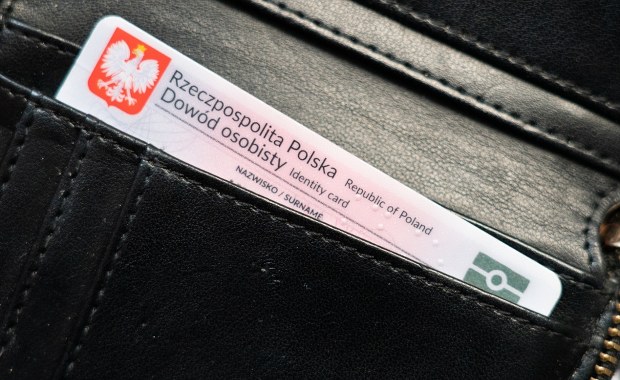 Rzeczpospolita Polska Republic of Poland
Dowód osobisty Identity card
NAZWISKO / SURNAME